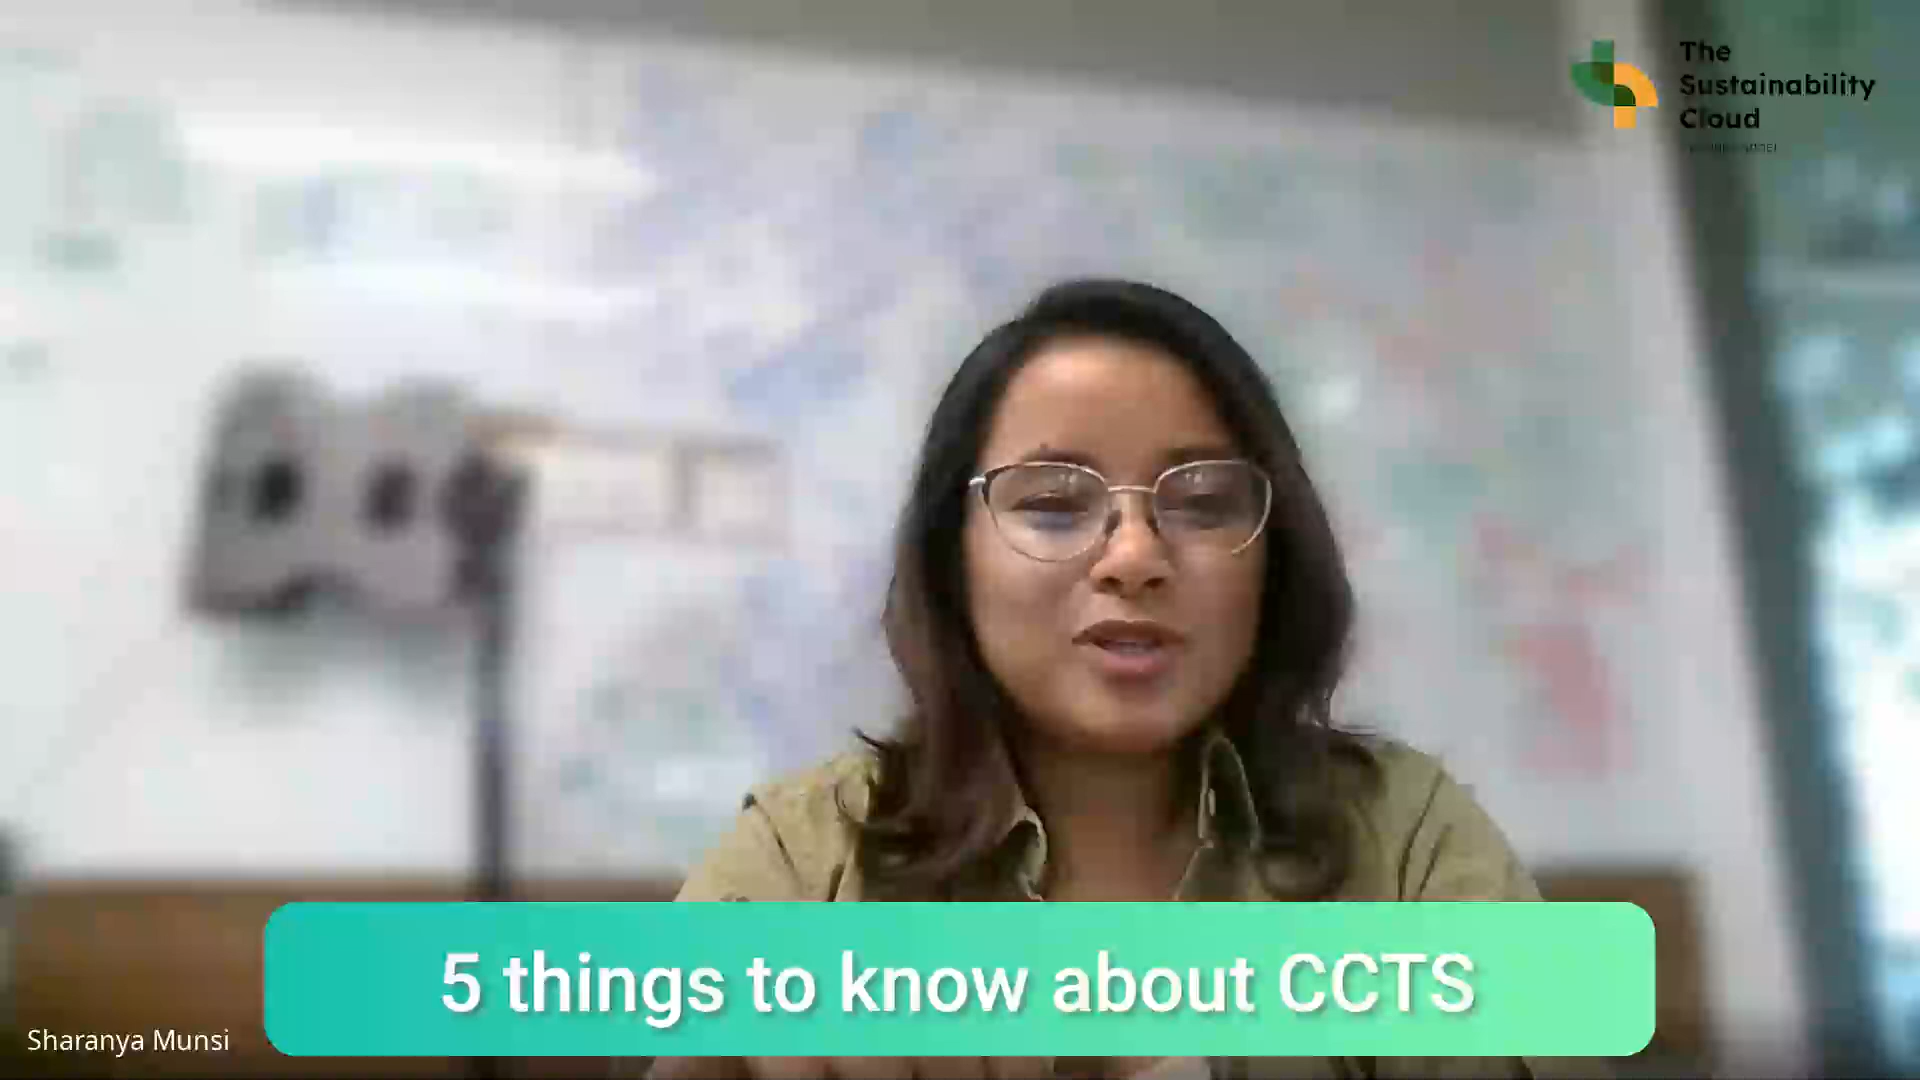 The
Sustainability
Cloud
5 things to know about CCTS
Sharanya Munsi